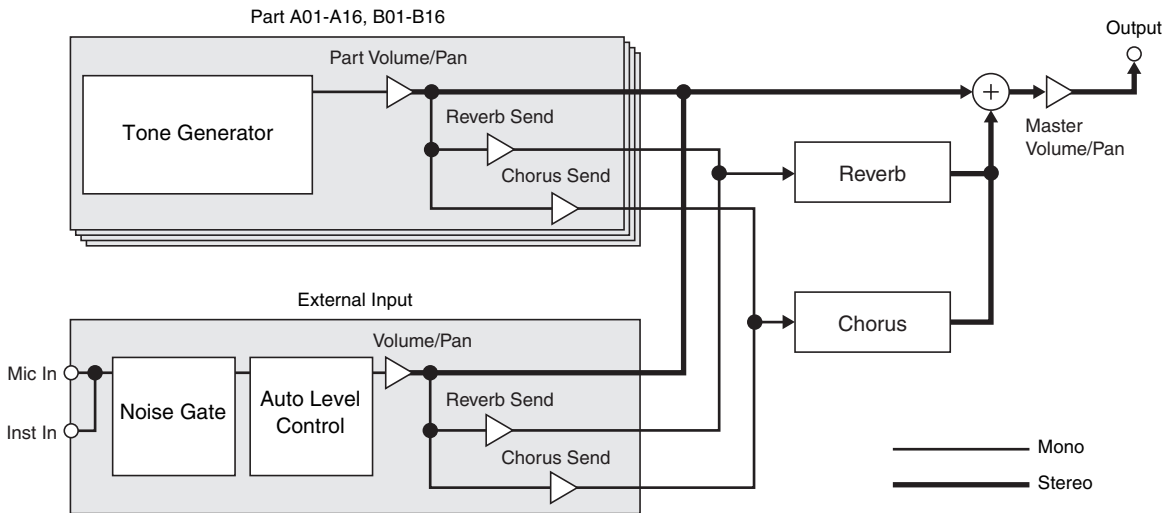 Part A01-A16, B01-B16
Output
Part Volume/Pan
Tone Generator
Reverb Send
Master
Volume/Pan
Chorus Send
Reverb
External Input
Chorus
Volume/Pan
Mic In
Noise Gate
Auto Level
Control
Reverb Send
Inst In
Mono
Chorus Send
Stereo